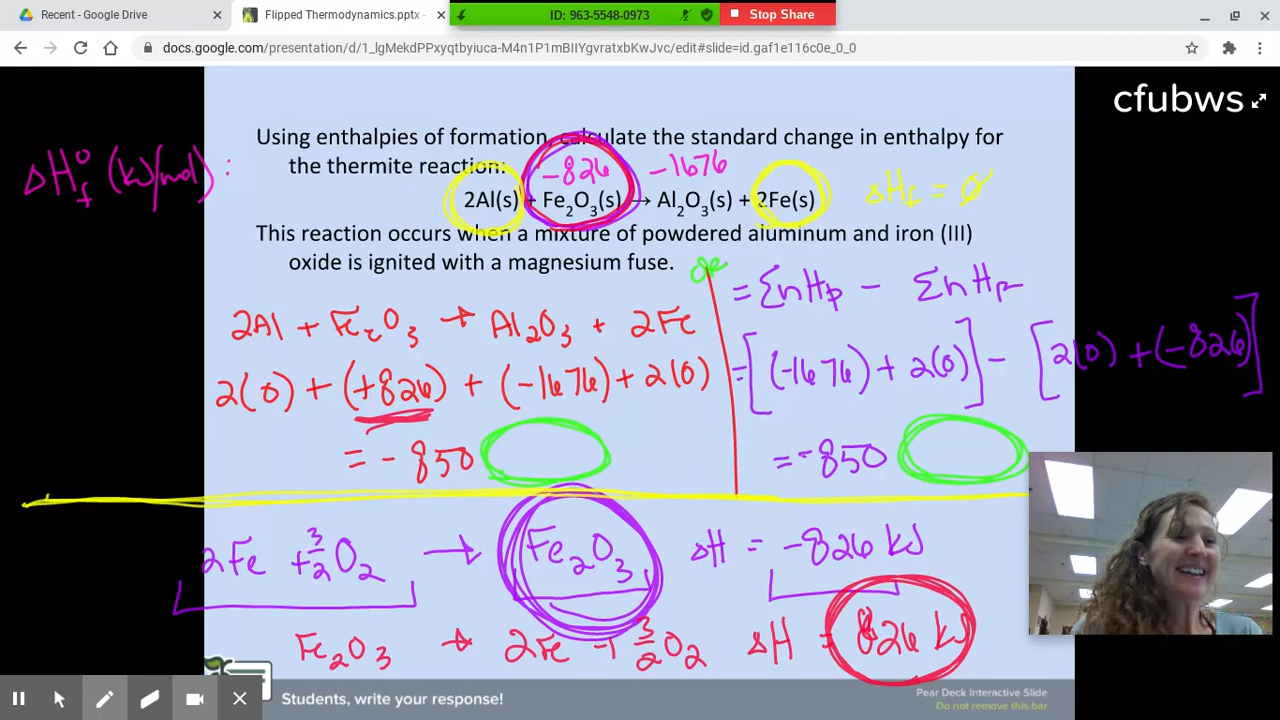 Recent - Google Drive
Flipped Thermodynamics.pptx -
ID: 963-5548-0973
Stop Share
docs.google.com/presentation/d/1_lgMekdPPxyqtbyiuca-M4n1P1mBIIYgvratxbKwJvc/edit#slide=id.gaf1e116c0e_0_0
cfubws
Using enthalpies of formation, calculate the standard change in enthalpy for
the thermite reaction:
ΔH°f (kJ/mol) :
-826 -1676
2Al(s) + Fe₂O₃(s) → Al₂O₃(s) + 2Fe(s)
ΔHf = 0
This reaction occurs when a mixture of powdered aluminum and iron (III)
oxide is ignited with a magnesium fuse.
or
2Al + Fe₂O₃ → Al₂O₃ + 2Fe
2(0) + (+826) + (-1676) + 2(0)
= -850
= ΣnHp - ΣnHr
= [(-1676) + 2(0)] - [2(0) + (-826)]
= -850
2Fe + 3/2 O₂ → Fe₂O₃ ΔH = -826 kJ
Fe₂O₃ → 2Fe + 3/2 O₂ ΔH = 826 kJ
Students, write your response!
Pear Deck Interactive Slide
Do not remove this bar